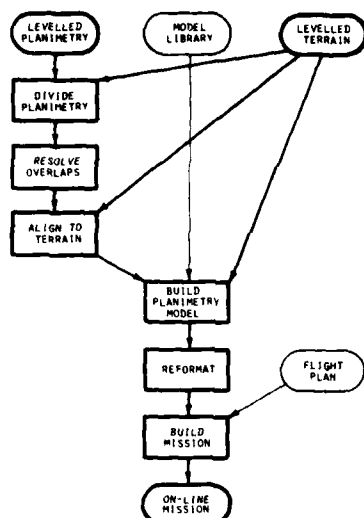 LEVELLED
PLANIMETRY
MODEL
LIBRARY
LEVELLED
TERRAIN
DIVIDE
PLANIMETRY
RESOLVE
OVERLAPS
ALIGN TO
TERRAIN
BUILD
PLANIMETRY
MODEL
REFORMAT
FLIGHT
PLAN
BUILD
MISSION
ON-LINE
MISSION